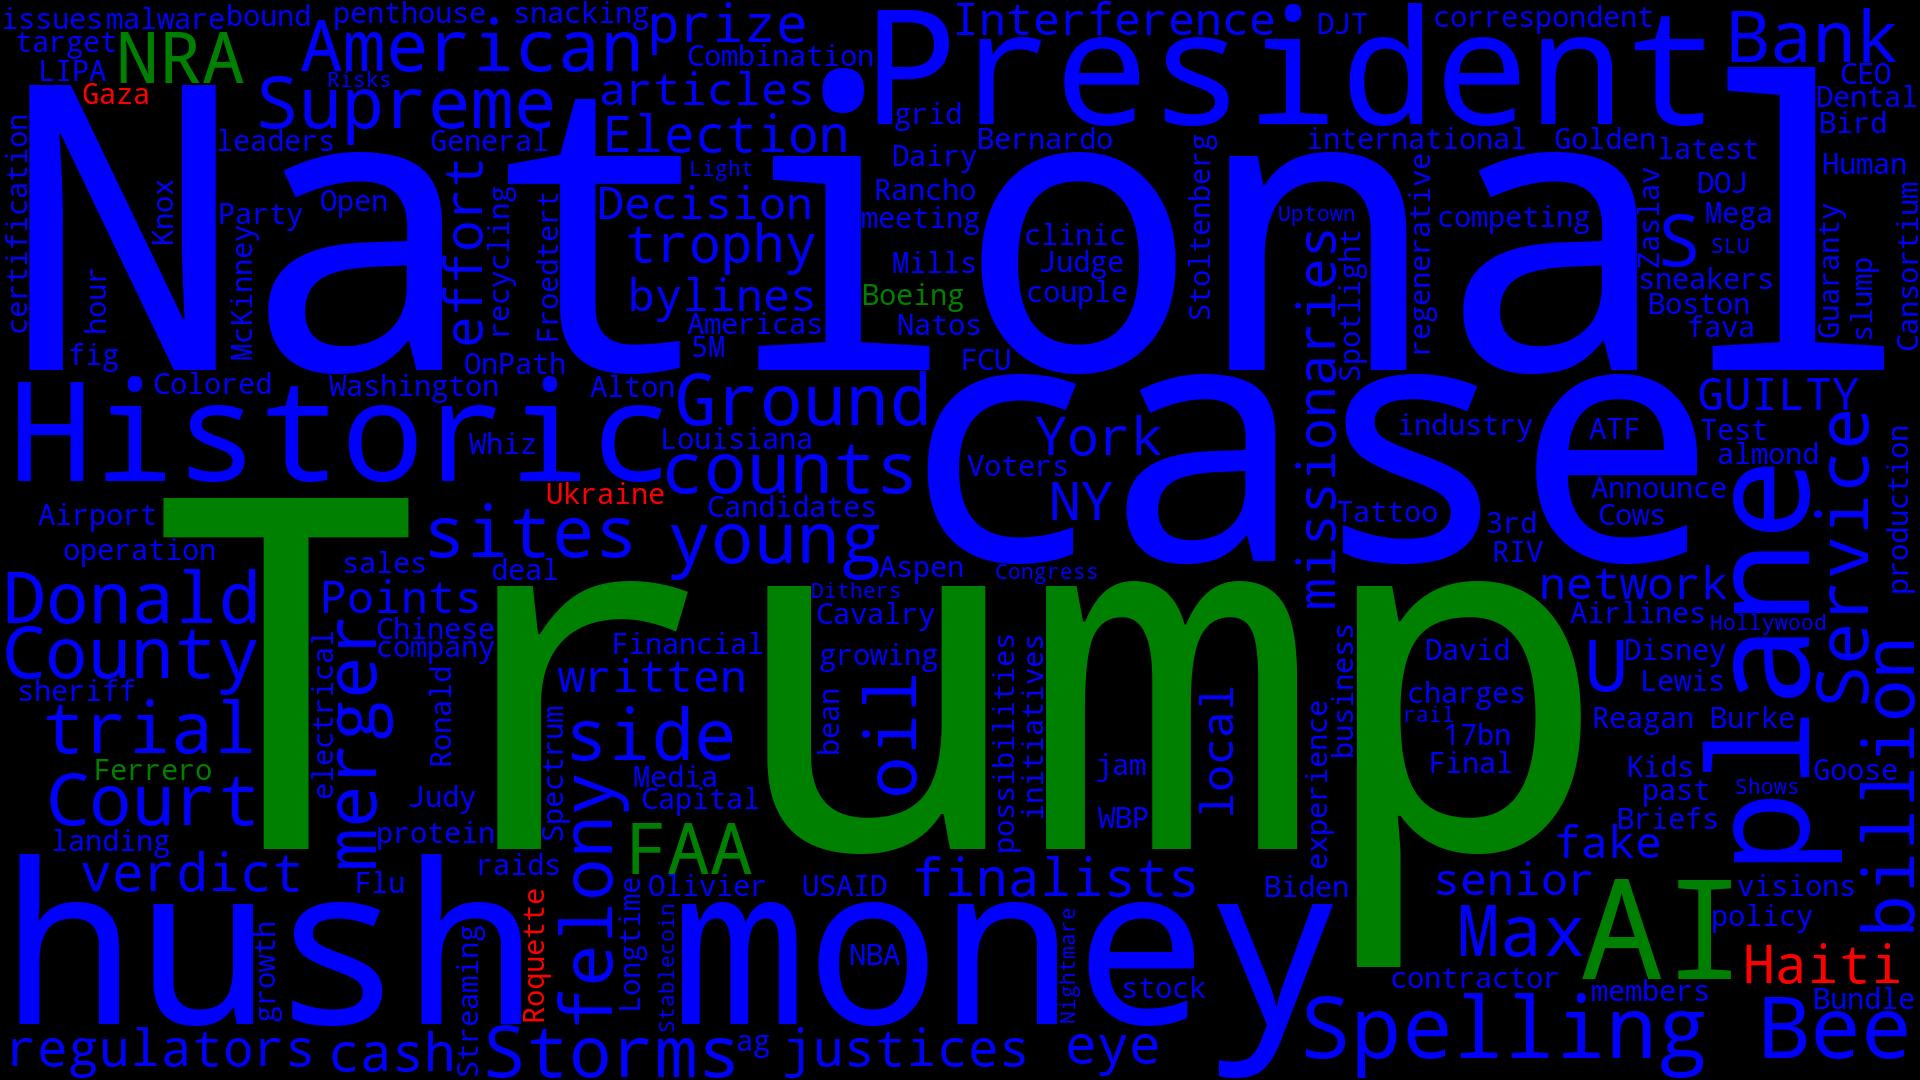 issues malware bound penthouse snacking prize Interference DJT correspondent Bank
target NRA American Combination President CEO
LIPA Risks articles Dental
Gaza Supreme grid Bird
certification leaders General Election Bernardo international Golden latest Human
National
Knox Party Open effort recycling Froedtert Light Decision Dairy Rancho meeting Stoltenberg Uptown regenerative competing Zaslav DOJ Mega S SLU Cansortium
McKinney trophy clinic Judge couple Mills missionaries Spotlight sneakers Guaranty slump
hour bylines Boeing Boston
fig Americas Natos fava
OnPath 5M FCU
Historic Colored Washington Alton Ground case GUILTY
Whiz Louisiana counts York Voters industry ATF Test almond
Ukraine Candidates NY Tattoo 3rd RIV Announce Cows plane Service production
Airport operation sites young
Trump
sales deal Aspen Congress network
Donald Points Dithers Cavalry Airlines Hollywood
County Chinese company Financial growing David U Disney
sheriff electrical merger Ronald written bean oil possibilities initiatives local business charges Lewis billion
trial Spectrum side rail 17bn Reagan Burke
Ferrero Media jam experience Final Kids Goose
Court Judy Capital WBP past Shows
landing protein FAA Briefs fake
verdict Flu raids felony Olivier USAID finalists Biden senior visions
hush money
growth Streaming Roquette Longtime Stablecoin NBA Nightmare stock Max AI policy Haiti
contractor members Bundle
regulators cash Storms ag justices eye Spelling Bee